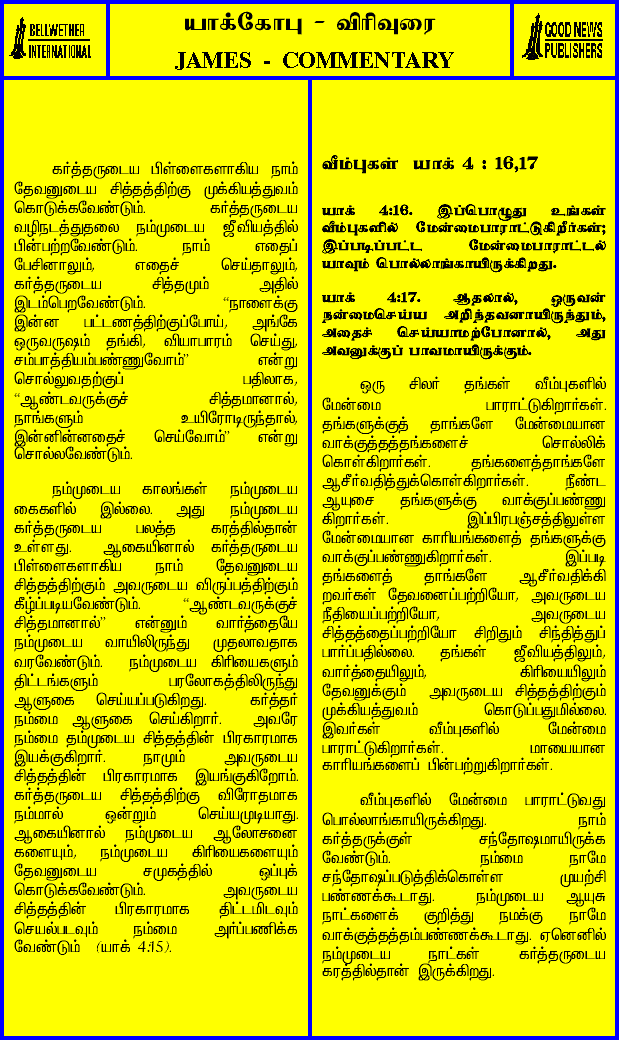 BELLWETHER
INTERNATIONAL
யாக்கோபு - விரிவுரை
JAMES - COMMENTARY
GOOD NEWS
PUBLISHERS
கர்த்தருடைய பிள்ளைகளாகிய நாம்
தேவனுடைய சித்தத்திற்கு முக்கியத்துவம்
கொடுக்கவேண்டும். கர்த்தருடைய
வழிநடத்துதலை நம்முடைய ஜீவியத்தில்
பின்பற்றவேண்டும். நாம் எதைப்
பேசினாலும், எதைச் செய்தாலும்,
கர்த்தருடைய சித்தமும் அதில்
இடம்பெறவேண்டும். “நாளைக்கு
இன்ன பட்டணத்திற்குப்போய், அங்கே
ஒருவருஷம் தங்கி, வியாபாரம் செய்து,
சம்பாத்தியம்பண்ணுவோம்” என்று
சொல்லுவதற்குப் பதிலாக,
“ஆண்டவருக்குச் சித்தமானால்,
நாங்களும் உயிரோடிருந்தால்,
இன்னின்னதைச் செய்வோம்” என்று
சொல்லவேண்டும்.
நம்முடைய காலங்கள் நம்முடைய
கைகளில் இல்லை. அது நம்முடைய
கர்த்தருடைய பலத்த கரத்தில்தான்
உள்ளது. ஆகையினால் கர்த்தருடைய
பிள்ளைகளாகிய நாம் தேவனுடைய
சித்தத்திற்கும் அவருடைய விருப்பத்திற்கும்
கீழ்ப்படியவேண்டும். “ஆண்டவருக்குச்
சித்தமானால்” என்னும் வார்த்தையே
நம்முடைய வாயிலிருந்து முதலாவதாக
வரவேண்டும். நம்முடைய கிரியைகளும்
திட்டங்களும் பரலோகத்திலிருந்து
ஆளுகை செய்யப்படுகிறது. கர்த்தர்
நம்மை ஆளுகை செய்கிறார். அவரே
நம்மை தம்முடைய சித்தத்தின் பிரகாரமாக
இயக்குகிறார். நாமும் அவருடைய
சித்தத்தின் பிரகாரமாக இயங்குகிறோம்.
கர்த்தருடைய சித்தத்திற்கு விரோதமாக
நம்மால் ஒன்றும் செய்யமுடியாது.
ஆகையினால் நம்முடைய ஆலோசனை
களையும், நம்முடைய கிரியைகளையும்
தேவனுடைய சமுகத்தில் ஒப்புக்
கொடுக்கவேண்டும். அவருடைய
சித்தத்தின் பிரகாரமாக திட்டமிடவும்
செயல்படவும் நம்மை அர்ப்பணிக்க
வேண்டும் (யாக் 4:15).
வீம்புகள் யாக் 4 : 16,17
யாக் 4:16. இப்பொழுது உங்கள்
வீம்புகளில் மேன்மைபாராட்டுகிறீர்கள்;
இப்படிப்பட்ட மேன்மைபாராட்டல்
யாவும் பொல்லாங்காயிருக்கிறது.
யாக் 4:17. ஆதலால், ஒருவன்
நன்மைசெய்ய அறிந்தவனாயிருந்தும்,
அதைச் செய்யாமற்போனால், அது
அவனுக்குப் பாவமாயிருக்கும்.
ஒரு சிலர் தங்கள் வீம்புகளில்
மேன்மை பாராட்டுகிறார்கள்.
தங்களுக்குத் தாங்களே மேன்மையான
வாக்குத்தத்தங்களைச் சொல்லிக்
கொள்கிறார்கள். தங்களைத்தாங்களே
ஆசீர்வதித்துக்கொள்கிறார்கள். நீண்ட
ஆயுசை தங்களுக்கு வாக்குப்பண்ணு
கிறார்கள். இப்பிரபஞ்சத்திலுள்ள
மேன்மையான காரியங்களைத் தங்களுக்கு
வாக்குப்பண்ணுகிறார்கள். இப்படி
தங்களைத் தாங்களே ஆசீர்வதிக்கி
றவர்கள் தேவனைப்பற்றியோ, அவருடைய
நீதியைப்பற்றியோ, அவருடைய
சித்தத்தைப்பற்றியோ சிறிதும் சிந்தித்துப்
பார்ப்பதில்லை. தங்கள் ஜீவியத்திலும்,
வார்த்தையிலும், கிரியையிலும்
தேவனுக்கும் அவருடைய சித்தத்திற்கும்
முக்கியத்துவம் கொடுப்பதுமில்லை.
இவர்கள் வீம்புகளில் மேன்மை
பாராட்டுகிறார்கள். மாயையான
காரியங்களைப் பின்பற்றுகிறார்கள்.
வீம்புகளில் மேன்மை பாராட்டுவது
பொல்லாங்காயிருக்கிறது. நாம்
கர்த்தருக்குள் சந்தோஷமாயிருக்க
வேண்டும். நம்மை நாமே
சந்தோஷப்படுத்திக்கொள்ள முயற்சி
பண்ணக்கூடாது. நம்முடைய ஆயுசு
நாட்களைக் குறித்து நமக்கு நாமே
வாக்குத்தத்தம்பண்ணக்கூடாது. ஏனெனில்
நம்முடைய நாட்கள் கர்த்தருடைய
கரத்தில்தான் இருக்கிறது.